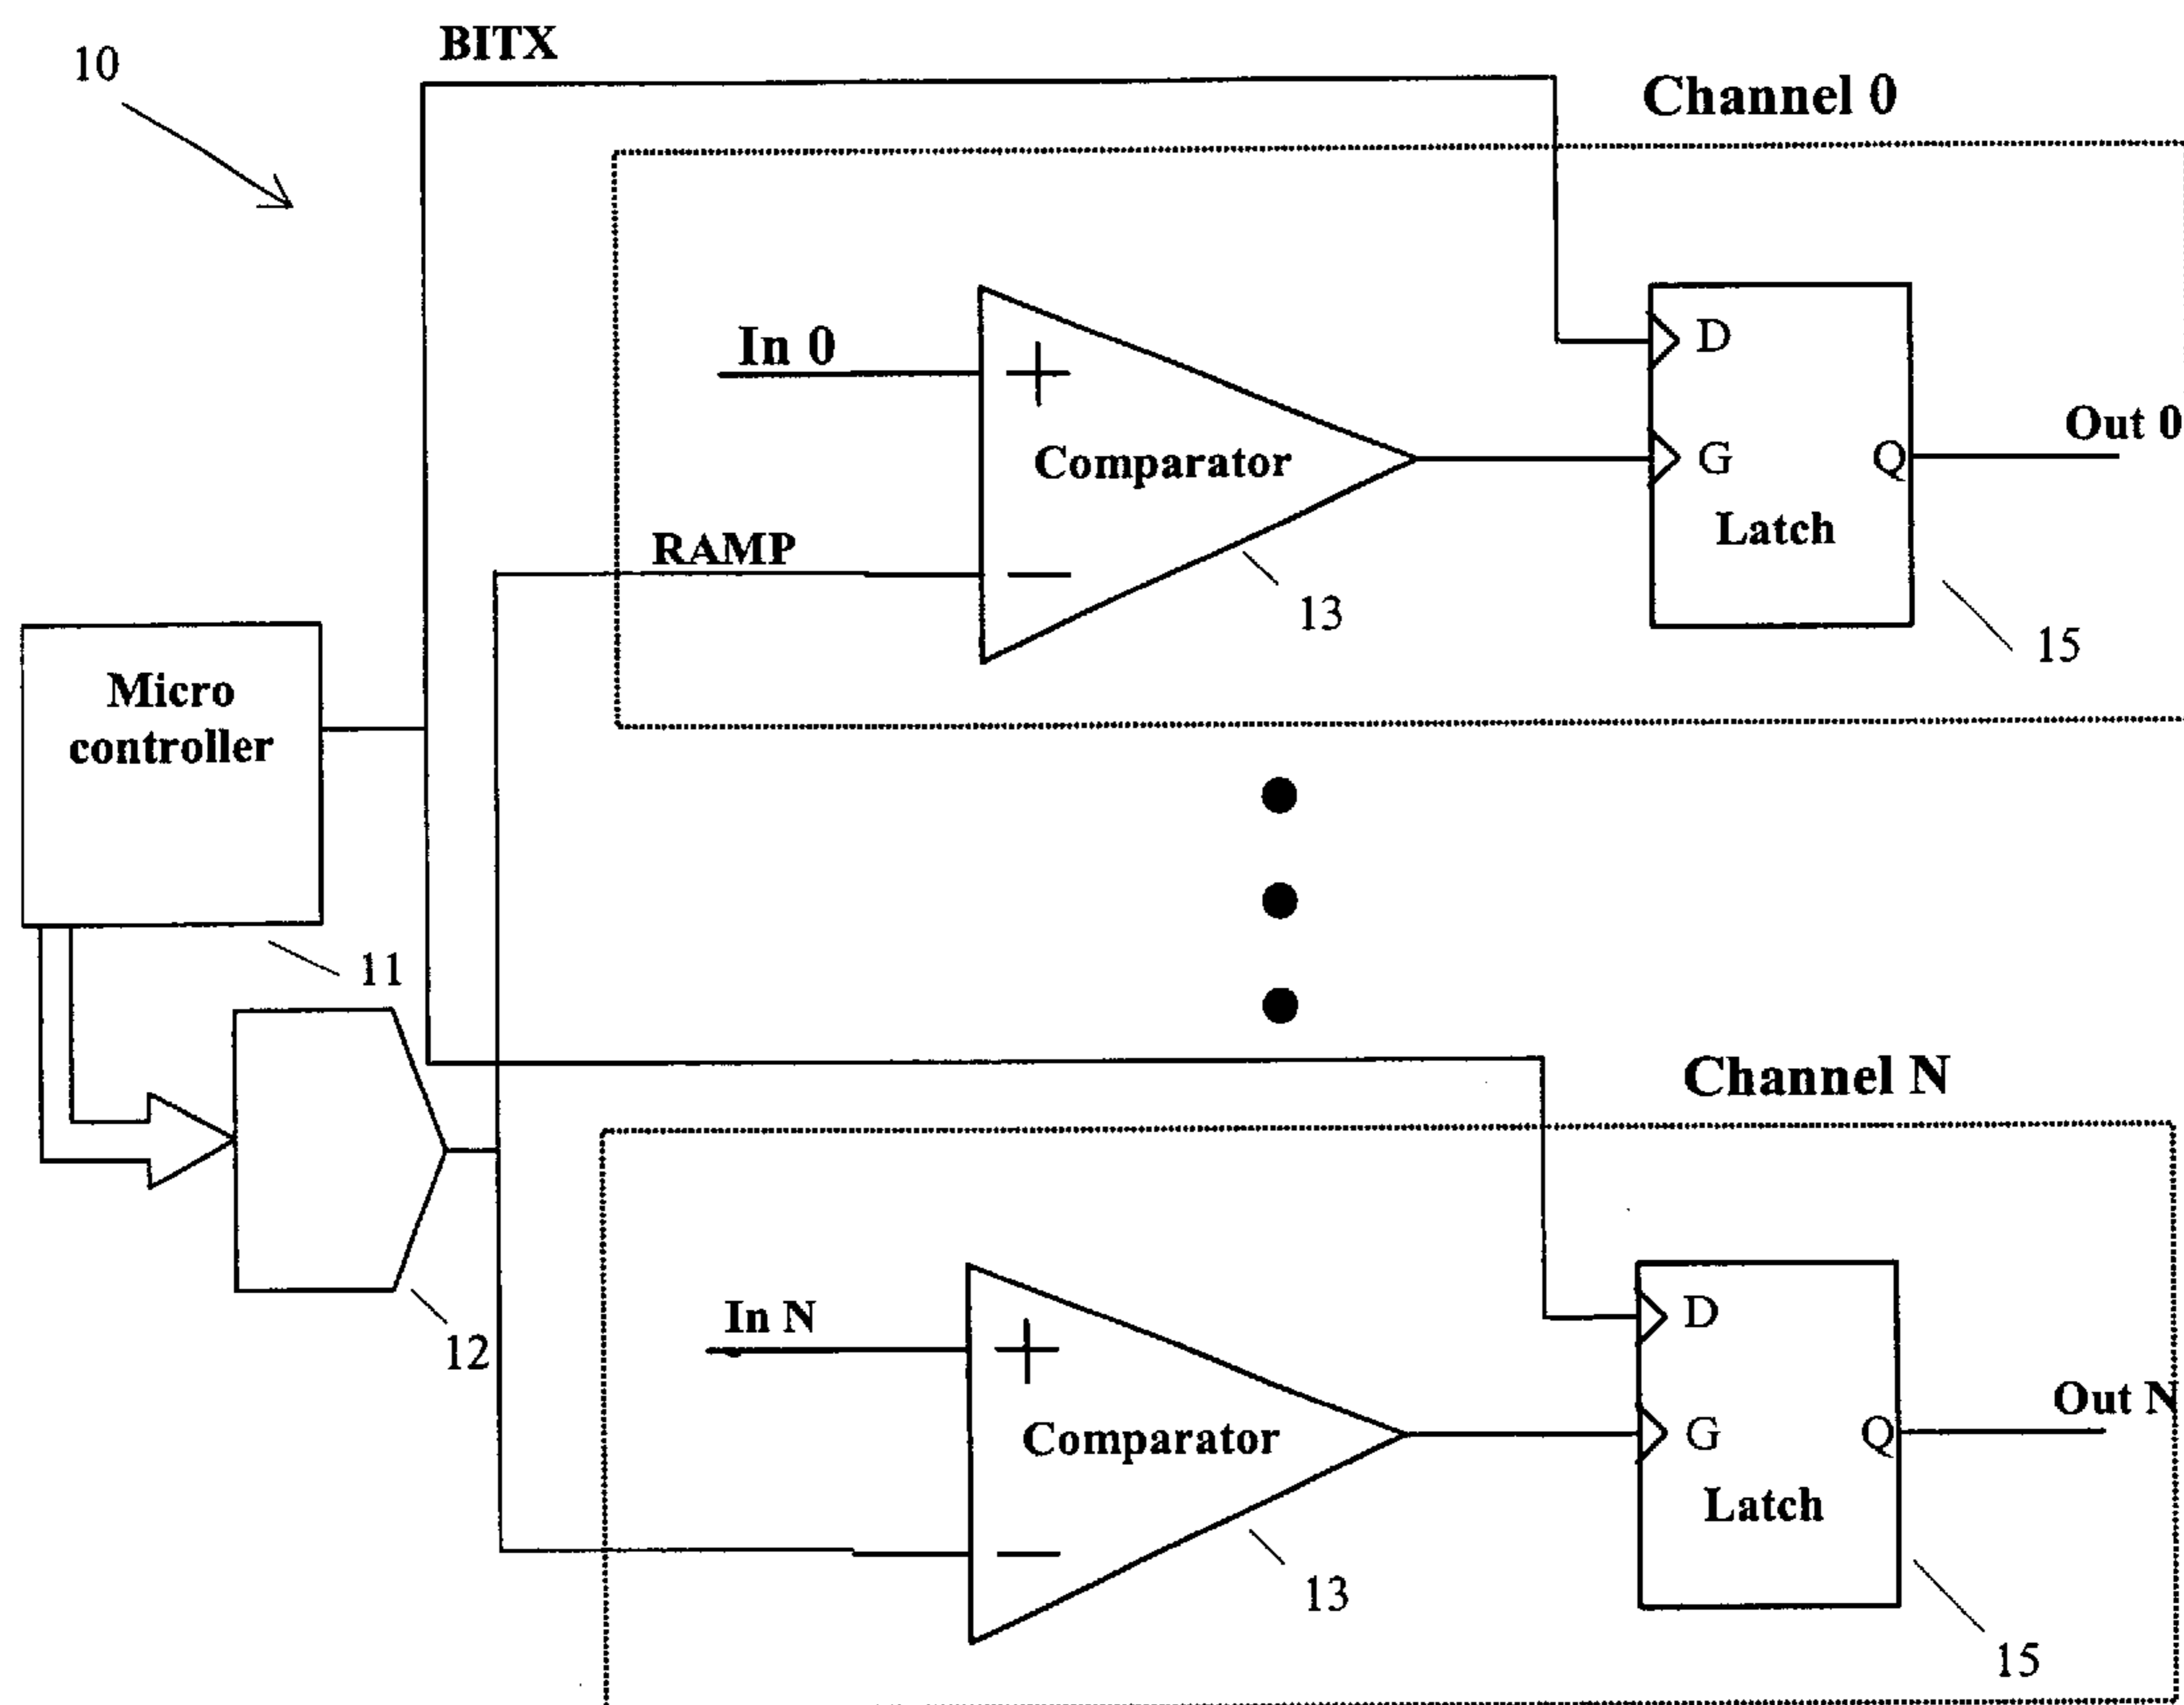 10
BITX
Channel 0
In 0
+
D
Out 0
Comparator
G
Q
Latch
RAMP
−
13
15
Micro
controller
11
Channel N
12
In N
+
D
Out N
Comparator
G
Q
Latch
−
13
15